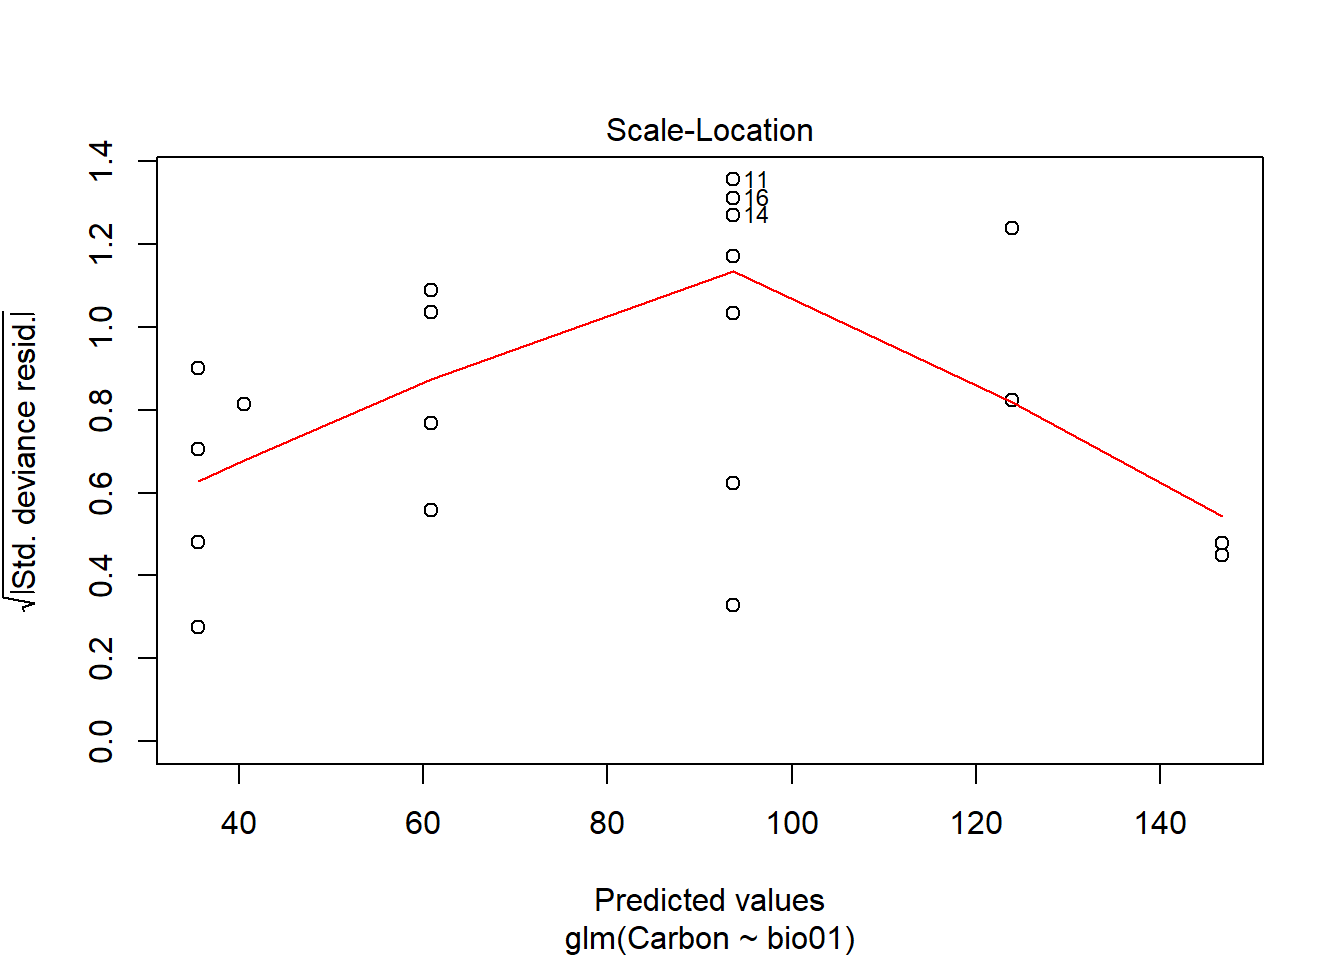 Scale-Location
√|Std. deviance resid.|
1.4
1.2
1.0
0.8
0.6
0.4
0.2
0.0
11
16
14
40 60 80 100 120 140
Predicted values
glm(Carbon ~ bio01)